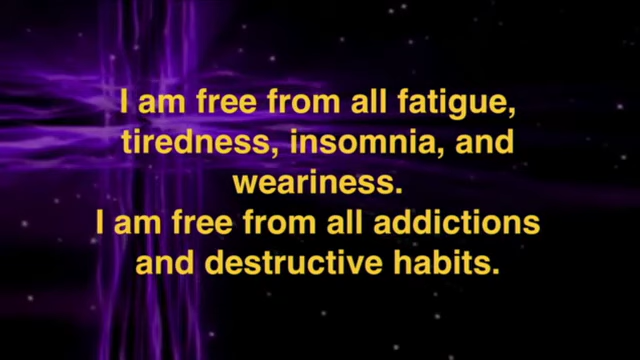 I am free from all fatigue,
tiredness, insomnia, and
weariness.
I am free from all addictions
and destructive habits.